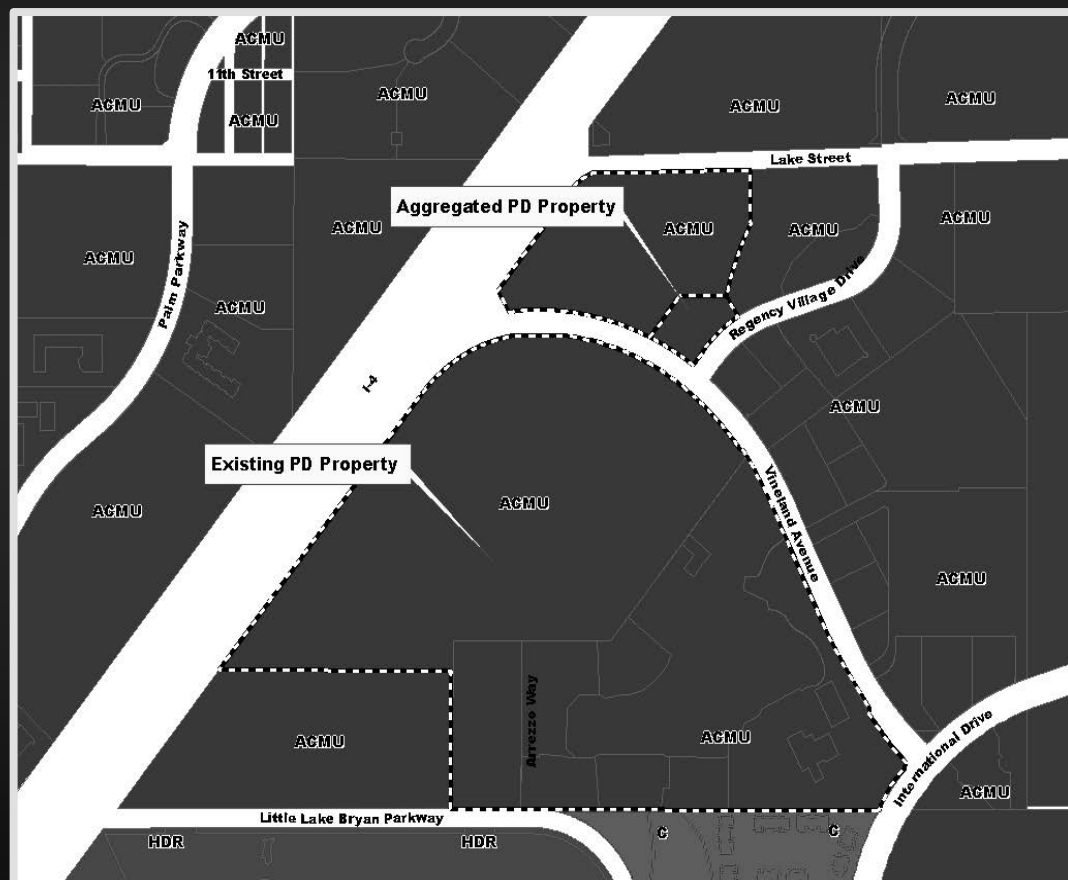 ACMU
11th Street
ACMU
ACMU
ACMU
ACMU
ACMU
Lake Street
Aggregated PD Property
ACMU
ACMU
ACMU
ACMU
Palm Parkway
ACMU
ACMU
Regency Village Drive
I-4
ACMU
Existing PD Property
ACMU
ACMU
Vineland Avenue
ACMU
Arrezzo Way
ACMU
ACMU
International Drive
ACMU
Little Lake Bryan Parkway
HDR
HDR
C
C